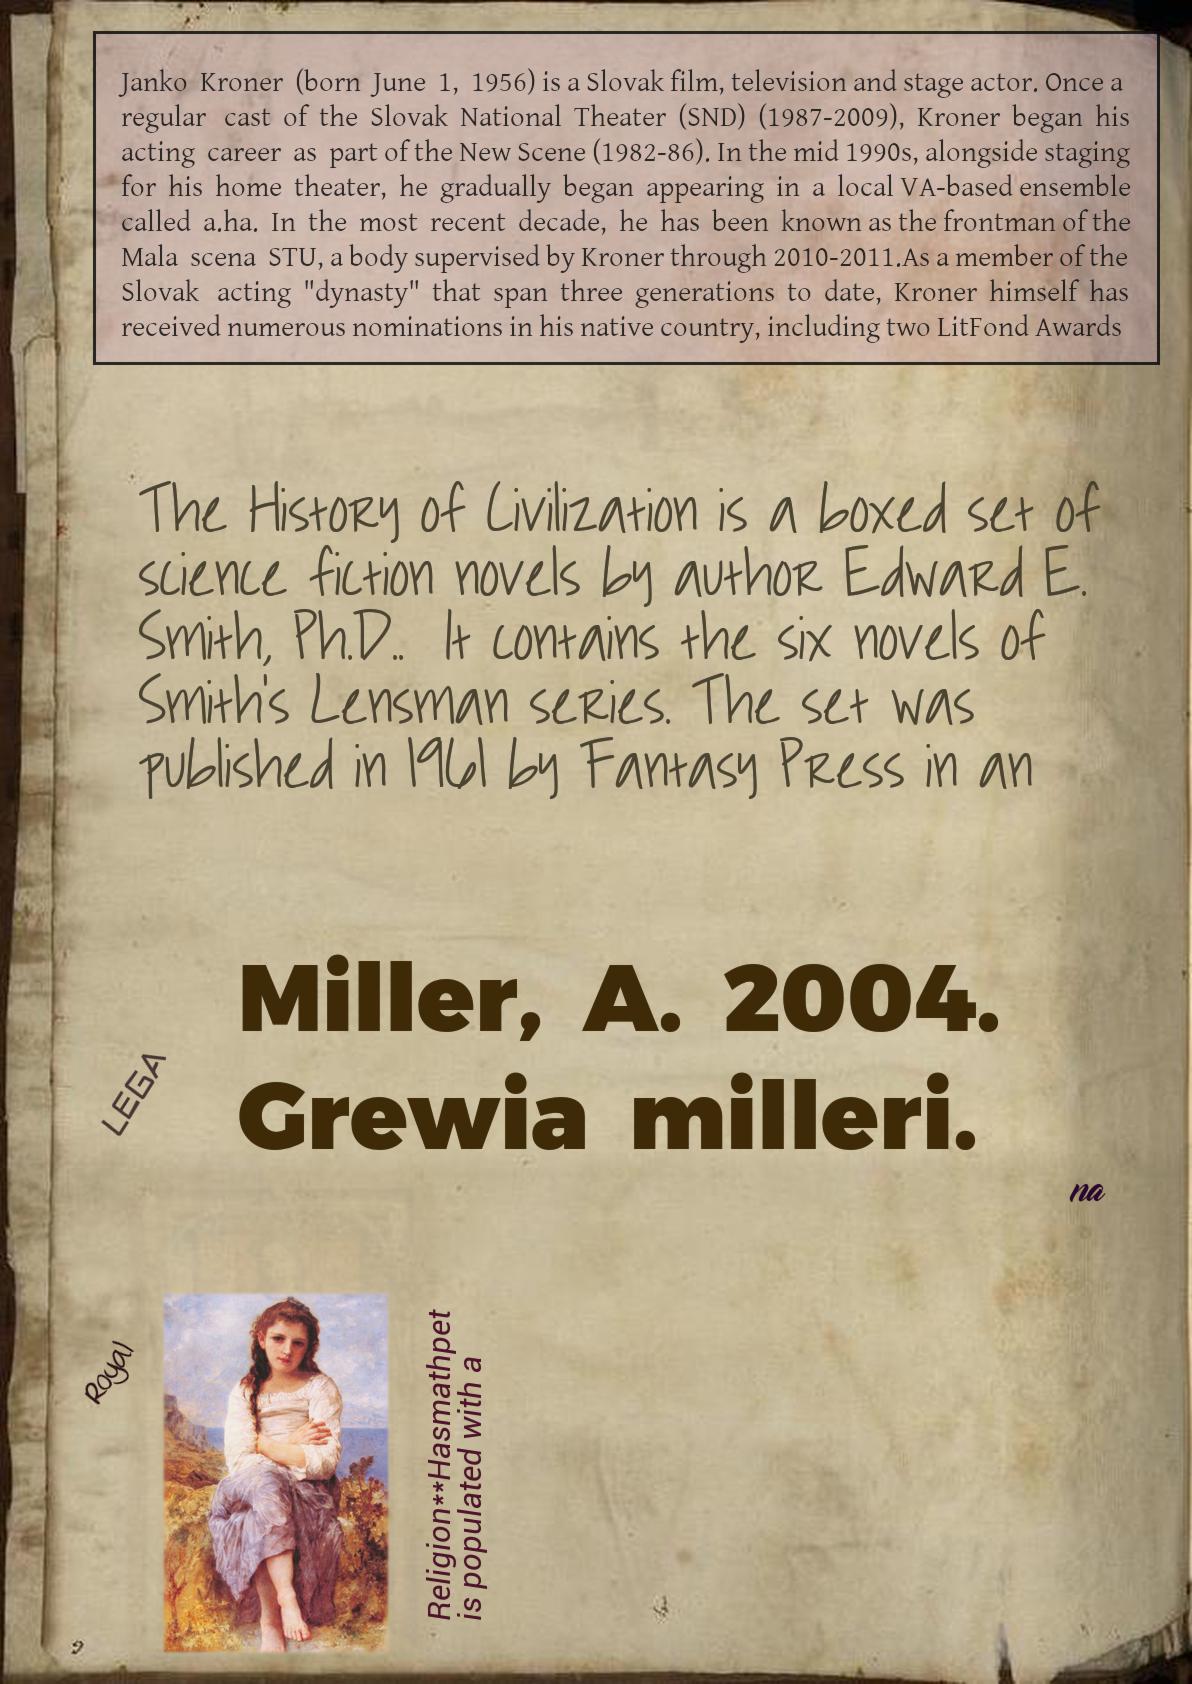 Janko Kroner (born June 1, 1956) is a Slovak film, television and stage actor. Once a
regular cast of the Slovak National Theater (SND) (1987-2009), Kroner began his
acting career as part of the New Scene (1982-86). In the mid 1990s, alongside staging
for his home theater, he gradually began appearing in a local VA-based ensemble
called a.ha. In the most recent decade, he has been known as the frontman of the
Mala scena STU, a body supervised by Kroner through 2010-2011.As a member of the
Slovak acting "dynasty" that span three generations to date, Kroner himself has
received numerous nominations in his native country, including two LitFond Awards
The History of Civilization is a boxed set of
science fiction novels by author Edward E.
Smith, Ph.D.. It contains the six novels of
Smith's Lensman series. The set was
published in 1961 by Fantasy Press in an
Miller, A. 2004.
Grewia milleri.
LEGA
na
Royal
Religion**Hasmathpet
is populated with a